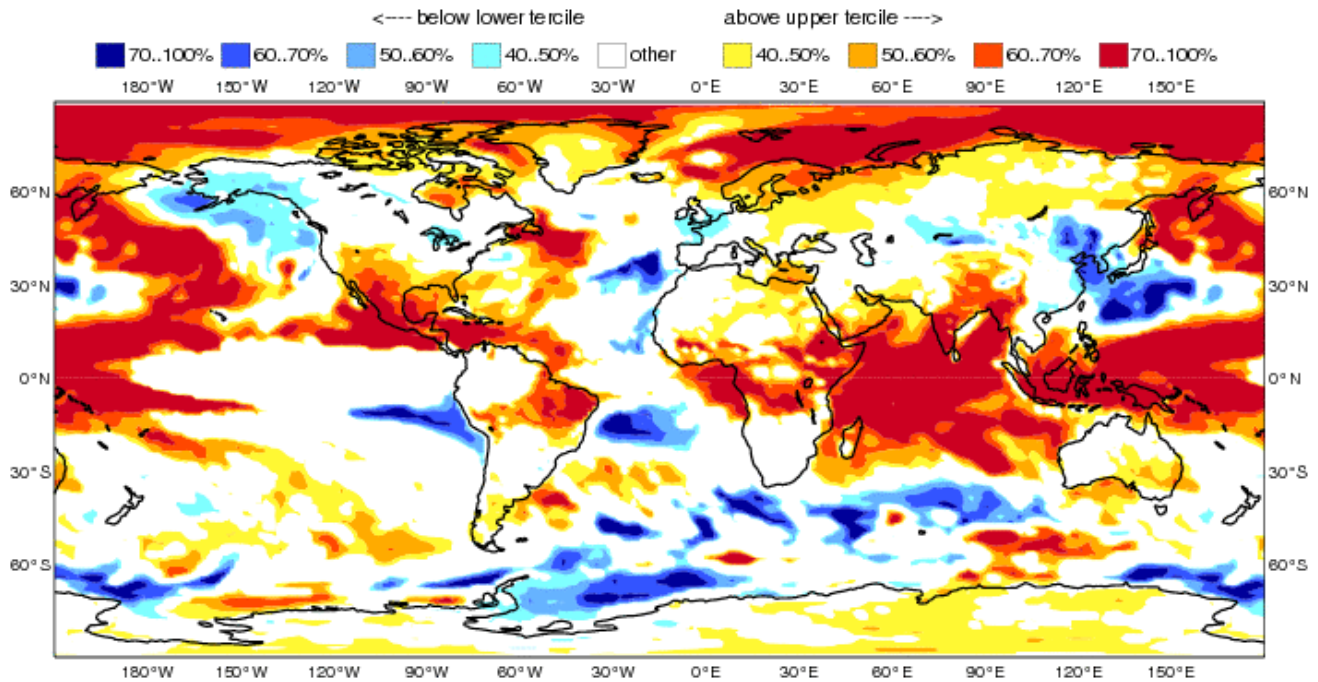 <---- below lower tercile above upper tercile ---->
70..100% 60..70% 50..60% 40..50% other 40..50% 50..60% 60..70% 70..100%
180°W 150°W 120°W 90°W 60°W 30°W 0°E 30°E 60°E 90°E 120°E 150°E
60°N 60°N
30°N 30°N
0°N 0°N
30°S 30°S
60°S 60°S
180°W 150°W 120°W 90°W 60°W 30°W 0°E 30°E 60°E 90°E 120°E 150°E